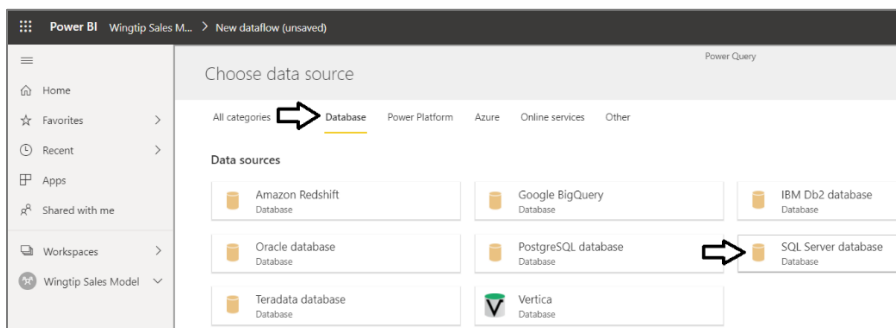 Power BI Wingtip Sales M... > New dataflow (unsaved)
Power Query
Choose data source
Home
Favorites
Recent
Apps
Shared with me
Workspaces
Wingtip Sales Model
All categories Database Power Platform Azure Online services Other
Data sources
Amazon Redshift
Database
Google BigQuery
Database
IBM Db2 database
Database
Oracle database
Database
PostgreSQL database
Database
SQL Server database
Database
Teradata database
Database
Vertica
Database